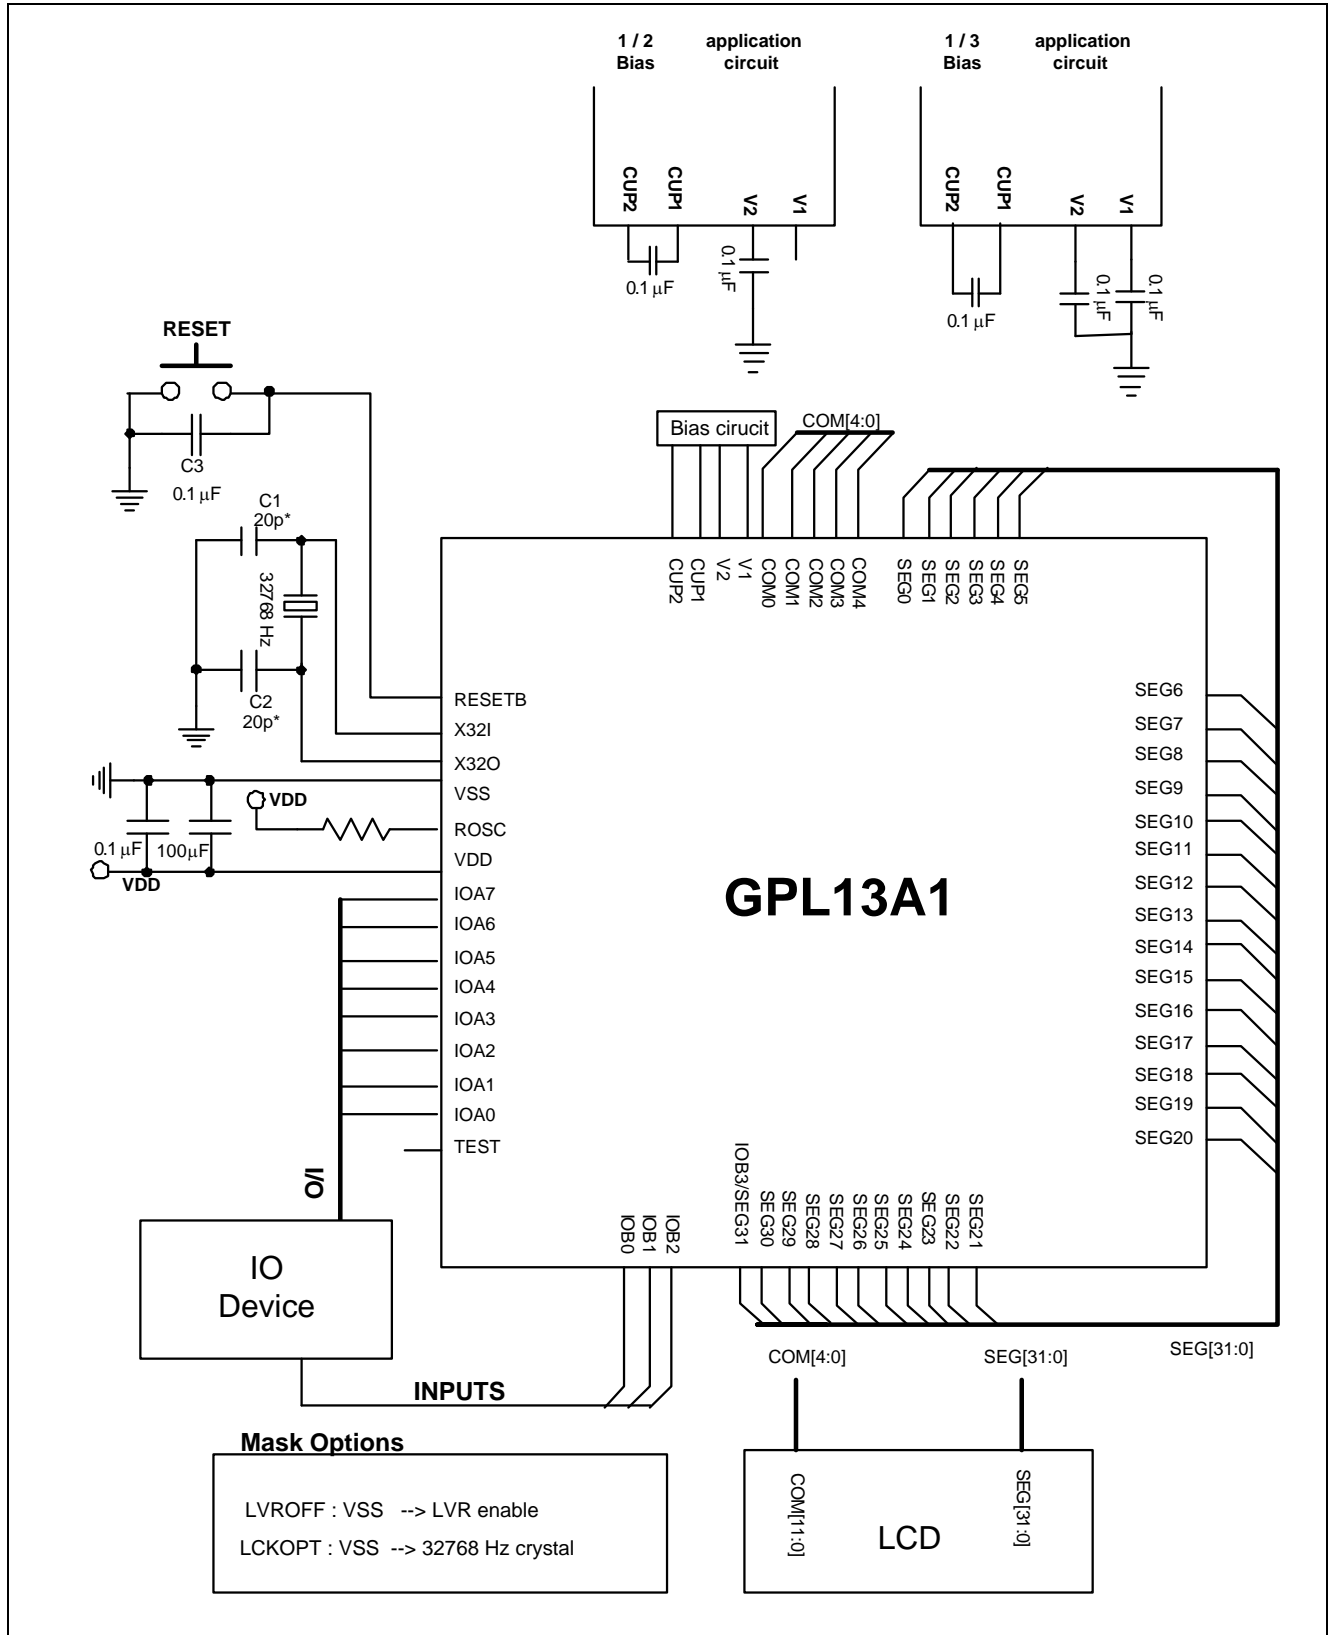 1 / 2 Bias
application circuit
1 / 3 Bias
application circuit
CUP2
CUP1
V2
V1
0.1 µF
0.1 µF
CUP2
CUP1
V2
V1
0.1 µF
0.1 µF
0.1 µF
RESET
C3
0.1 µF
Bias cirucit
COM[4:0]
C1
20p*
32768 Hz
C2
20p*
CUP2
CUP1
V2
V1
COM0
COM1
COM2
COM3
COM4
SEG0
SEG1
SEG2
SEG3
SEG4
SEG5
RESETB
X32I
X32O
VSS
ROSC
VDD
IOA7
IOA6
IOA5
IOA4
IOA3
IOA2
IOA1
IOA0
TEST
VDD
0.1 µF
100µF
VDD
GPL13A1
SEG6
SEG7
SEG8
SEG9
SEG10
SEG11
SEG12
SEG13
SEG14
SEG15
SEG16
SEG17
SEG18
SEG19
SEG20
I/O
IO
Device
IOB0
IOB1
IOB2
IOB3/SEG31
SEG30
SEG29
SEG28
SEG27
SEG26
SEG25
SEG24
SEG23
SEG22
SEG21
INPUTS
COM[4:0]
SEG[31:0]
SEG[31:0]
Mask Options
LVROFF : VSS --> LVR enable
LCKOPT : VSS --> 32768 Hz crystal
COM[11:0]
SEG[31:0]
LCD